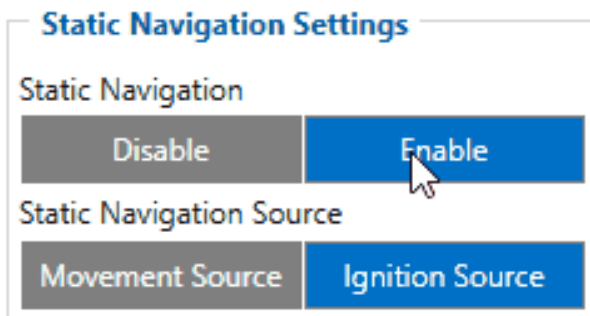 Static Navigation Settings
Static Navigation
Disable Enable
Static Navigation Source
Movement Source Ignition Source